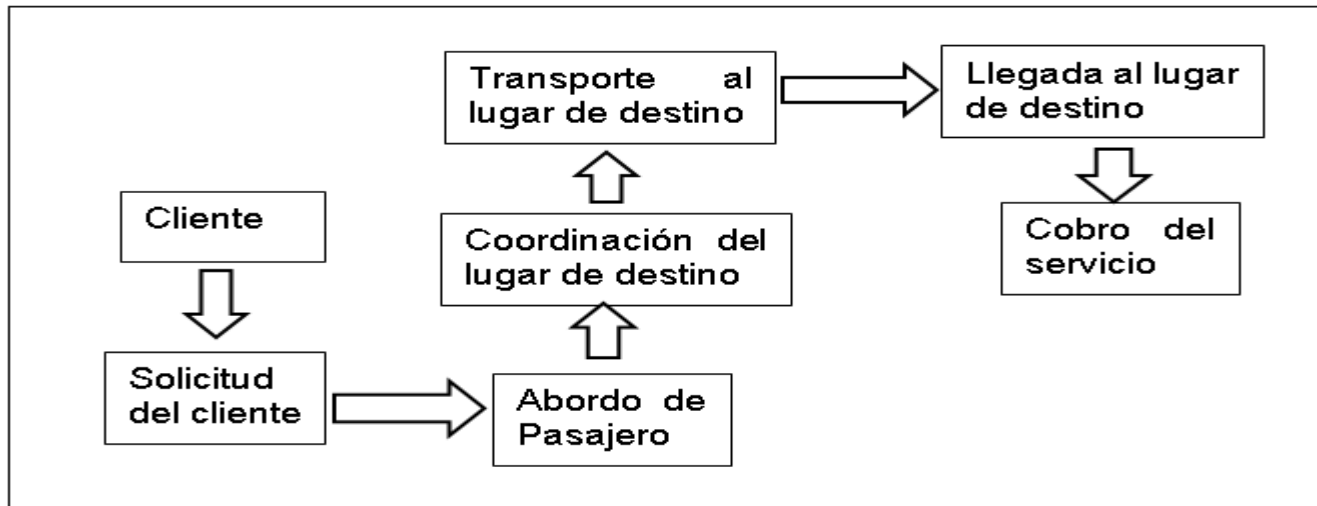 Cliente
Solicitud
del cliente
Abordo de
Pasajero
Coordinación del
lugar de destino
Transporte al
lugar de destino
Llegada al lugar
de destino
Cobro del
servicio